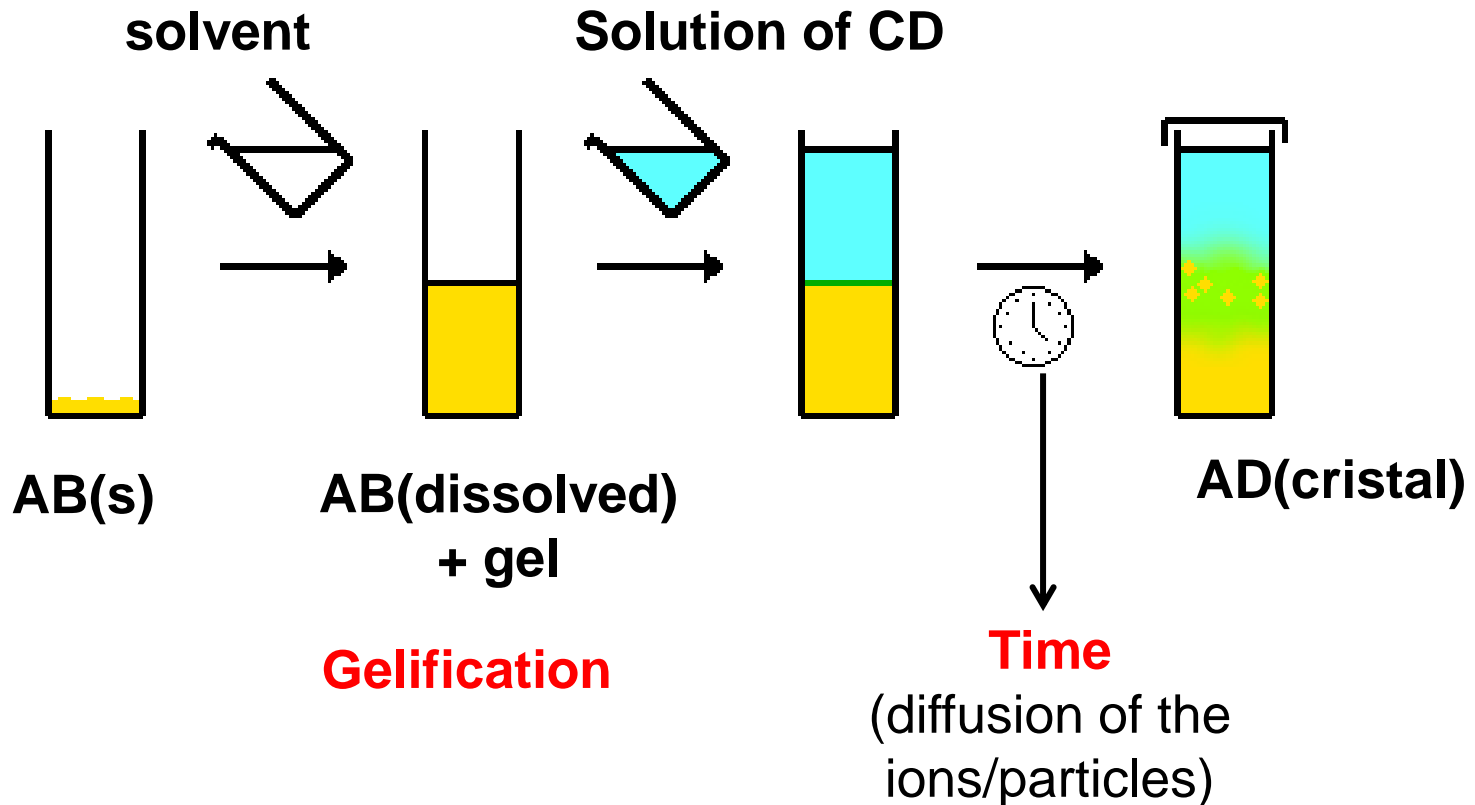 solvent
Solution of CD
AB(s)
AB(dissolved)
+ gel
Gelification
AD(cristal)
Time
(diffusion of the
ions/particles)